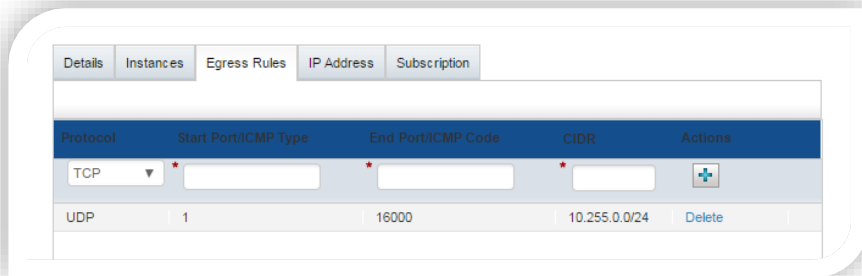 Details Instances Egress Rules IP Address Subscription
Protocol Start Port/ICMP Type End Port/ICMP Code CIDR Actions
TCP * * *
UDP 1 16000 10.255.0.0/24 Delete